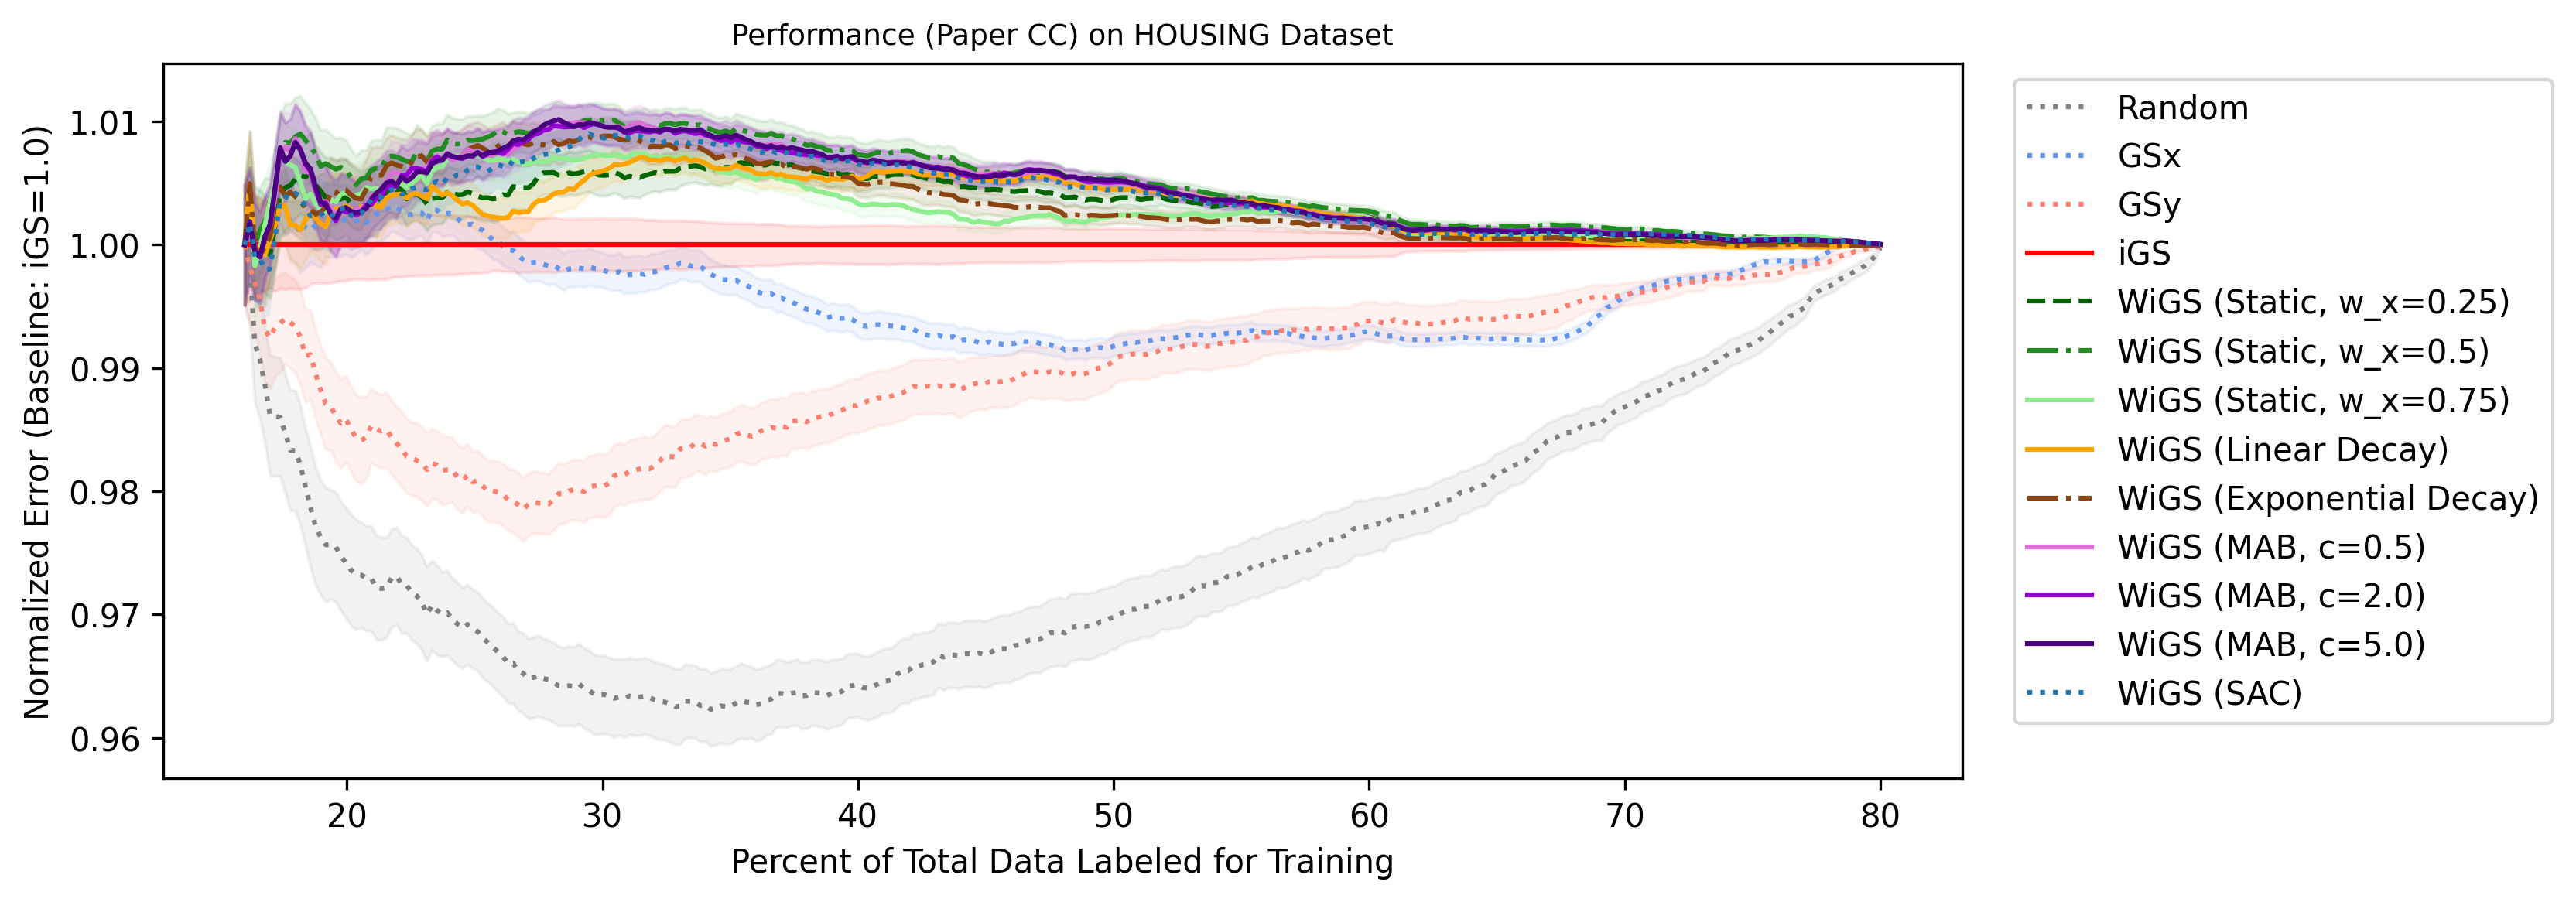 Performance (Paper CC) on HOUSING Dataset
Normalized Error (Baseline: iGS=1.0)
1.01
1.00
0.99
0.98
0.97
0.96
20 30 40 50 60 70 80
Percent of Total Data Labeled for Training
Random
GSx
GSy
iGS
WiGS (Static, w_x=0.25)
WiGS (Static, w_x=0.5)
WiGS (Static, w_x=0.75)
WiGS (Linear Decay)
WiGS (Exponential Decay)
WiGS (MAB, c=0.5)
WiGS (MAB, c=2.0)
WiGS (MAB, c=5.0)
WiGS (SAC)